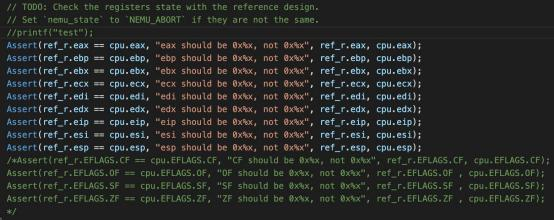 // TODO: Check the registers state with the reference design.
// Set `nemu_state` to `NEMU_ABORT` if they are not the same.
//printf("test");
Assert(ref_r.eax == cpu.eax, "eax should be 0x%x, not 0x%x", ref_r.eax, cpu.eax);
Assert(ref_r.ebp == cpu.ebp, "ebp should be 0x%x, not 0x%x", ref_r.ebp, cpu.ebp);
Assert(ref_r.ebx == cpu.ebx, "ebx should be 0x%x, not 0x%x", ref_r.ebx, cpu.ebx);
Assert(ref_r.ecx == cpu.ecx, "ecx should be 0x%x, not 0x%x", ref_r.ecx, cpu.ecx);
Assert(ref_r.edi == cpu.edi, "edi should be 0x%x, not 0x%x", ref_r.edi, cpu.edi);
Assert(ref_r.edx == cpu.edx, "edx should be 0x%x, not 0x%x", ref_r.edx, cpu.edx);
Assert(ref_r.eip == cpu.eip, "eip should be 0x%x, not 0x%x", ref_r.eip, cpu.eip);
Assert(ref_r.esi == cpu.esi, "esi should be 0x%x, not 0x%x", ref_r.esi, cpu.esi);
Assert(ref_r.esp == cpu.esp, "esp should be 0x%x, not 0x%x", ref_r.esp, cpu.esp);
/*Assert(ref_r.EFLAGS.CF == cpu.EFLAGS.CF, "CF should be 0x%x, not 0x%x", ref_r.EFLAGS.CF, cpu.EFLAGS.CF);
Assert(ref_r.EFLAGS.OF == cpu.EFLAGS.OF, "OF should be 0x%x, not 0x%x", ref_r.EFLAGS.OF , cpu.EFLAGS.OF);
Assert(ref_r.EFLAGS.SF == cpu.EFLAGS.SF, "SF should be 0x%x, not 0x%x", ref_r.EFLAGS.SF , cpu.EFLAGS.SF);
Assert(ref_r.EFLAGS.ZF == cpu.EFLAGS.ZF, "ZF should be 0x%x, not 0x%x", ref_r.EFLAGS.ZF , cpu.EFLAGS.ZF);
*/